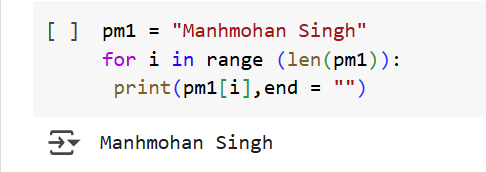 [ ] pm1 = "Manhmohan Singh"
for i in range (len(pm1)):
print(pm1[i],end = "")
Manhmohan Singh